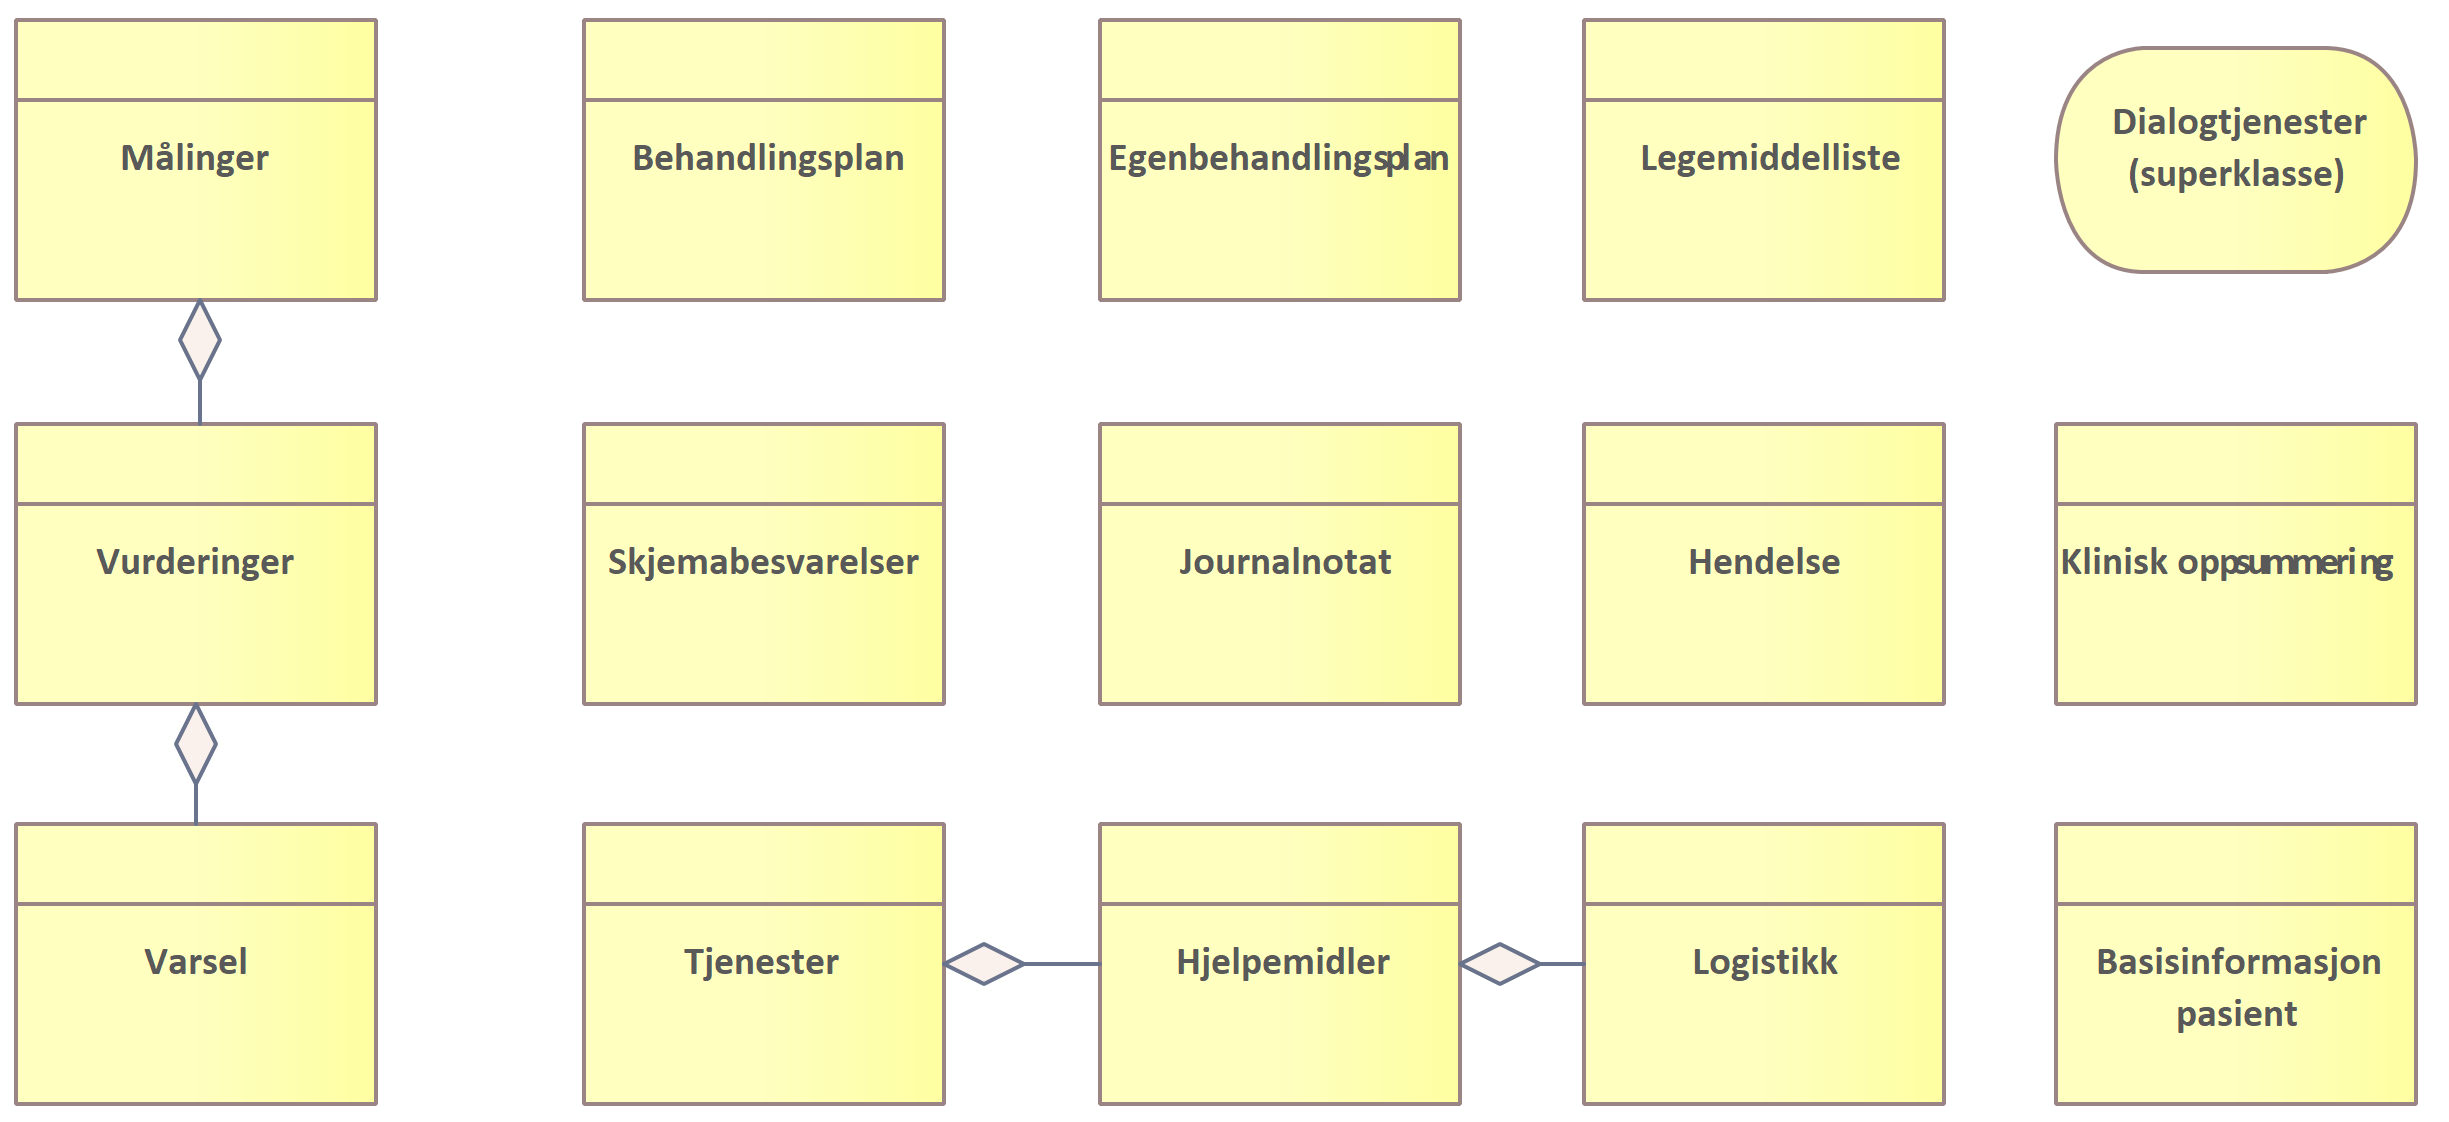 Målinger
Behandlingsplan
Egenbehandlingsplan
Legemiddelliste
Dialogtjenester
(superklasse)
Vurderinger
Skjemabesvarelser
Journalnotat
Hendelse
Klinisk oppsummering
Varsel
Tjenester
Hjelpemidler
Logistikk
Basisinformasjon
pasient